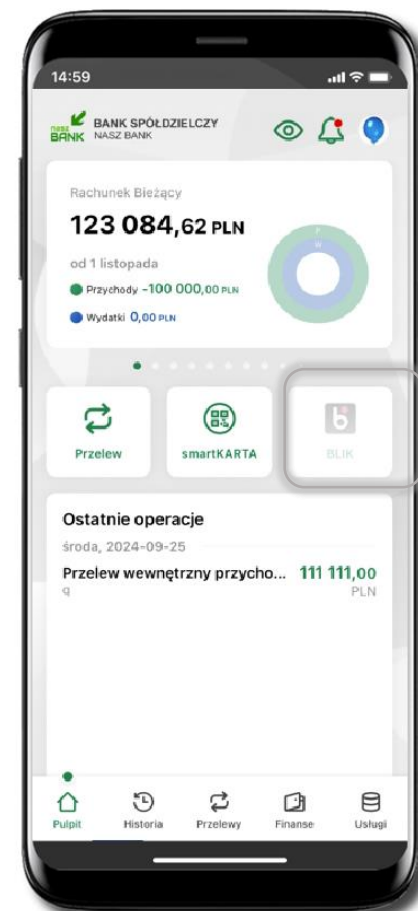 14:59
nasz BANK
BANK SPÓŁDZIELCZY
NASZ BANK
Rachunek Bieżący
123 084,62 PLN
od 1 listopada
Przychody -100 000,00 PLN
Wydatki 0,00 PLN
P
W
Przelew
smartKARTA
BLIK
Ostatnie operacje
środa, 2024-09-25
Przelew wewnętrzny przycho... 111 111,00
q PLN
Pulpit Historia Przelewy Finanse Usługi